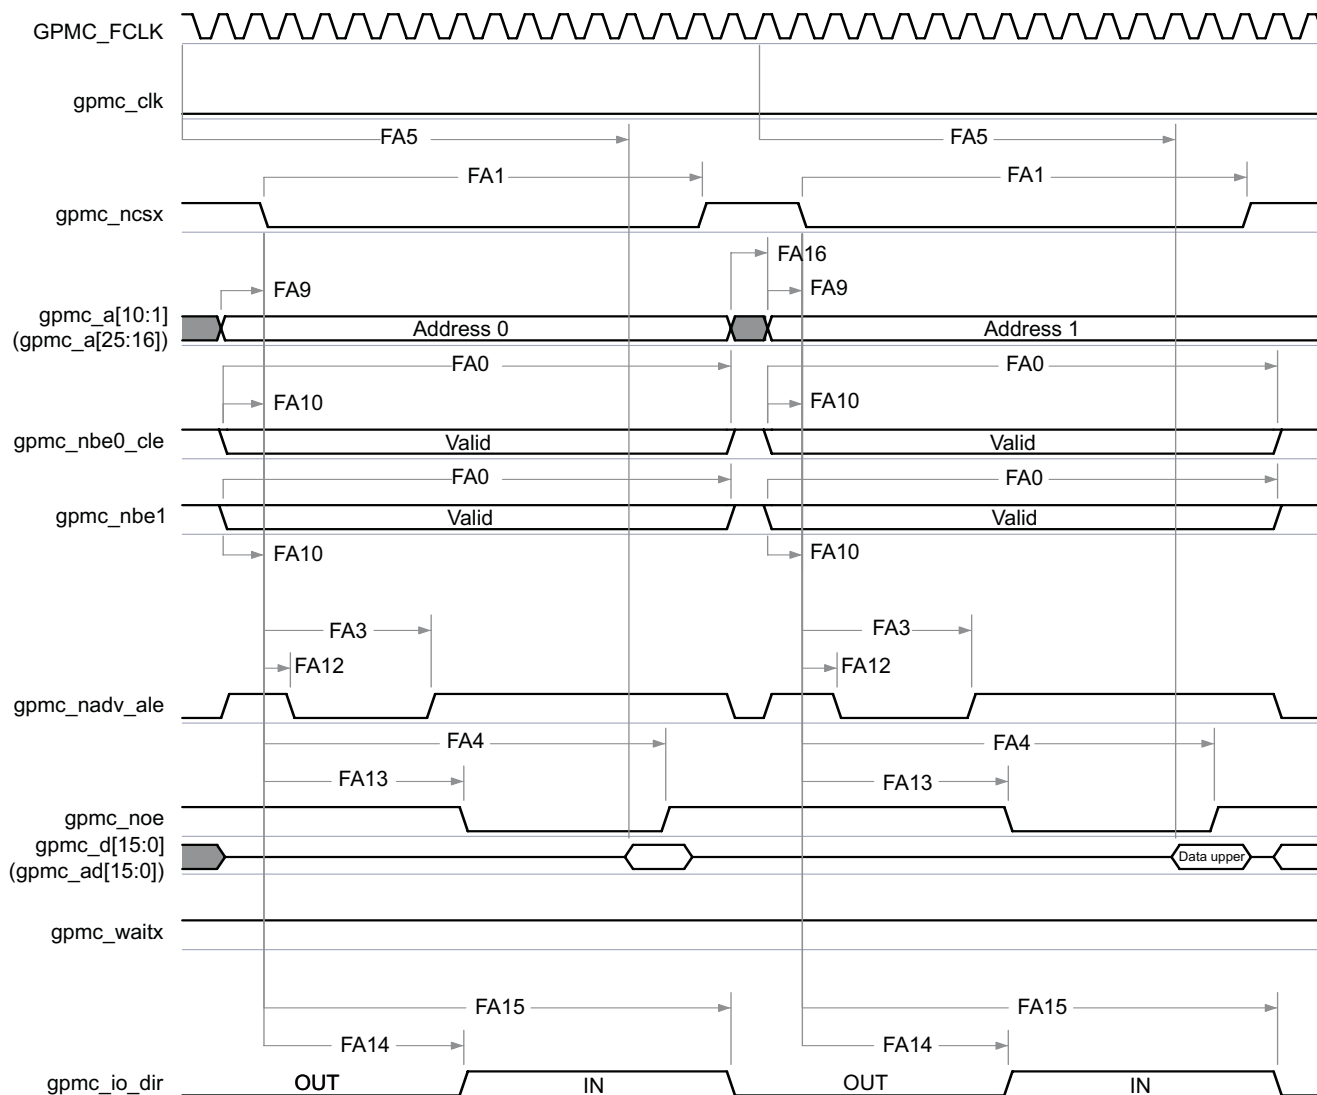 GPMC_FCLK
gpmc_clk
FA5 FA5
FA1 FA1
gpmc_ncsx
FA16
FA9 FA9
gpmc_a[10:1]
(gpmc_a[25:16])
Address 0 Address 1
FA0 FA0
FA10 FA10
gpmc_nbe0_cle Valid Valid
FA0 FA0
gpmc_nbe1 Valid Valid
FA10 FA10
FA3 FA3
FA12 FA12
gpmc_nadv_ale
FA4 FA4
FA13 FA13
gpmc_noe
gpmc_d[15:0]
(gpmc_ad[15:0])
Data upper
gpmc_waitx
FA15 FA15
FA14 FA14
gpmc_io_dir OUT IN OUT IN